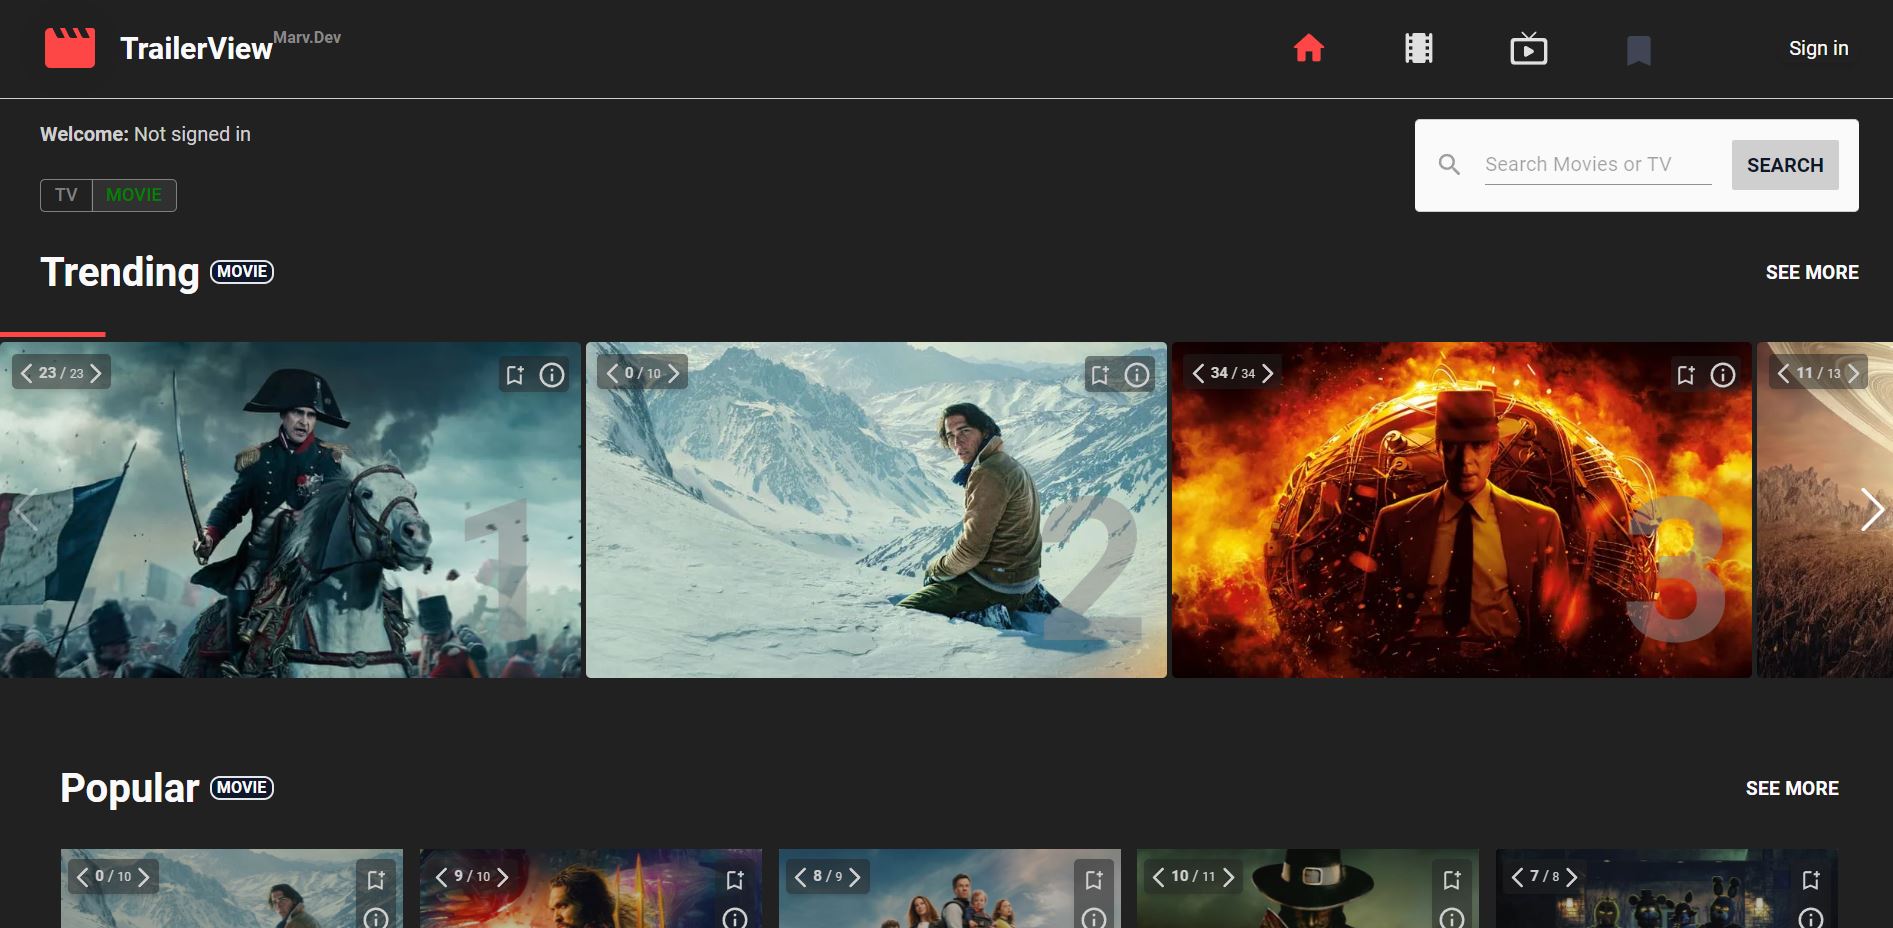 TrailerView Marv.Dev
Sign in
Welcome: Not signed in
TV MOVIE
Search Movies or TV
SEARCH
Trending MOVIE
SEE MORE
23 / 23
0 / 10
34 / 34
11 / 13
1
2
3
Popular MOVIE
SEE MORE
0 / 10
9 / 10
8 / 9
10 / 11
7 / 8